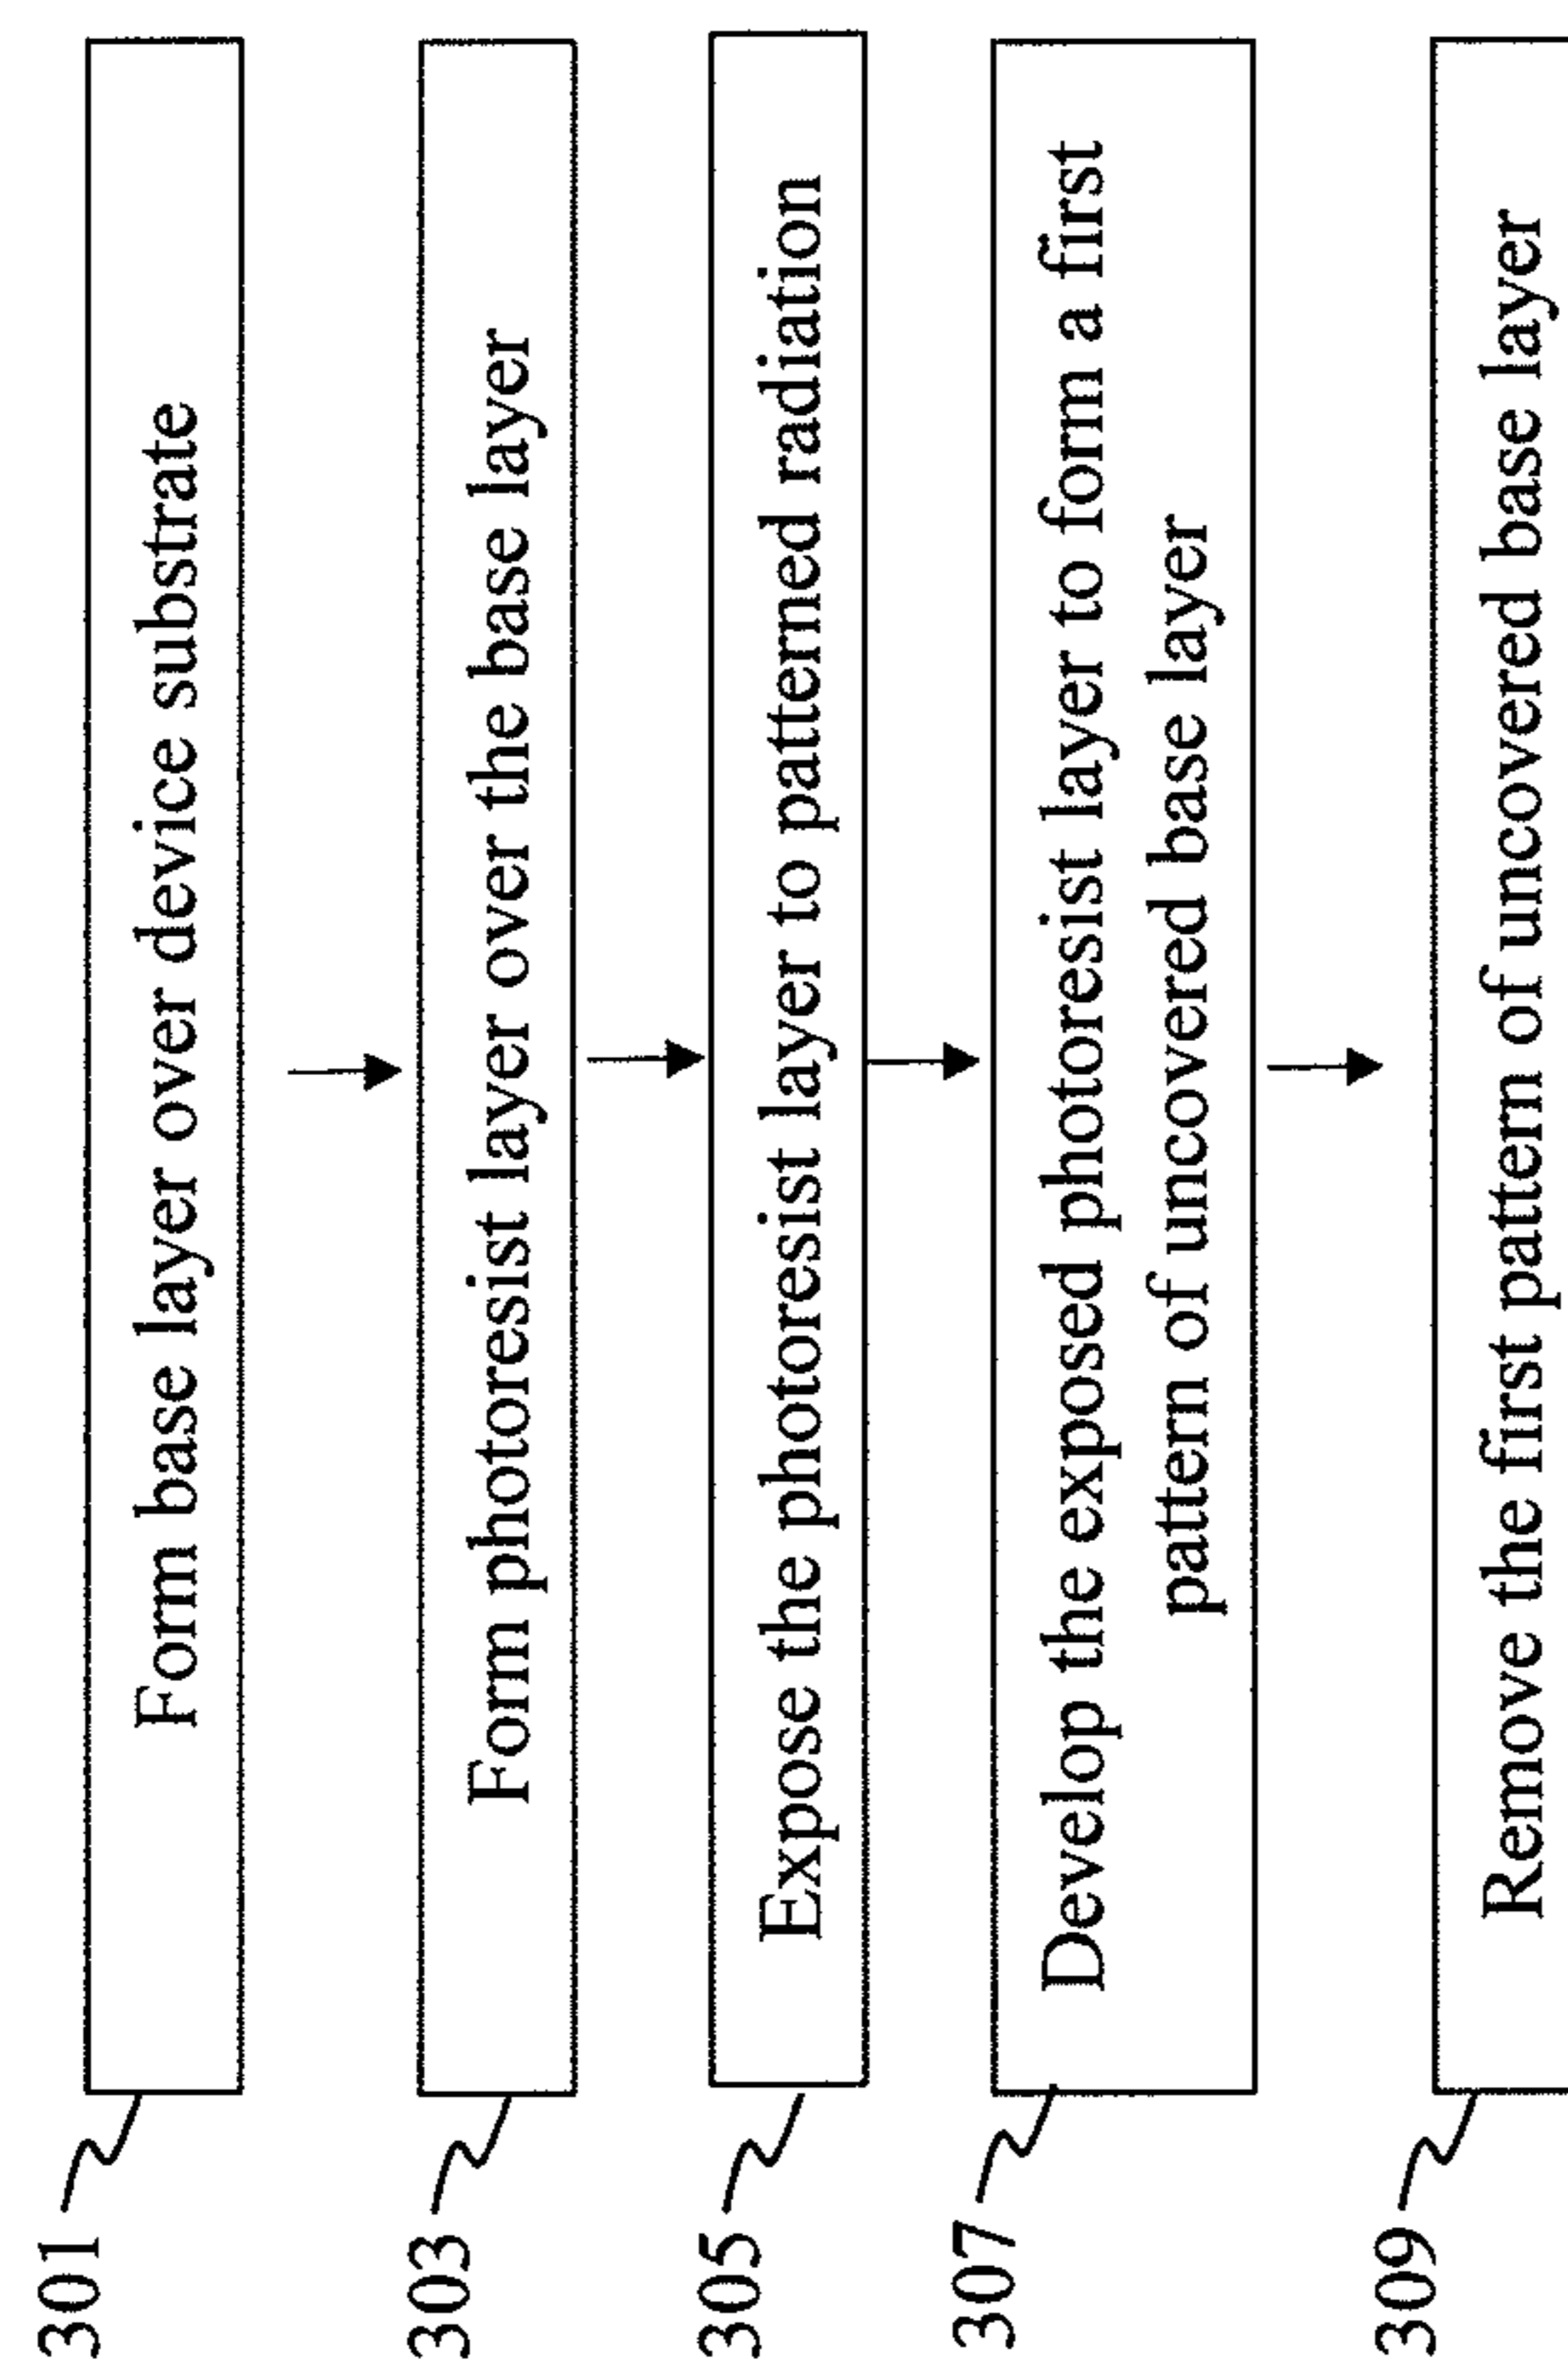 301
Form base layer over device substrate
303
Form photoresist layer over the base layer
305
Expose the photoresist layer to patterned radiation
307
Develop the exposed photoresist layer to form a first
pattern of uncovered base layer
309
Remove the first pattern of uncovered base layer